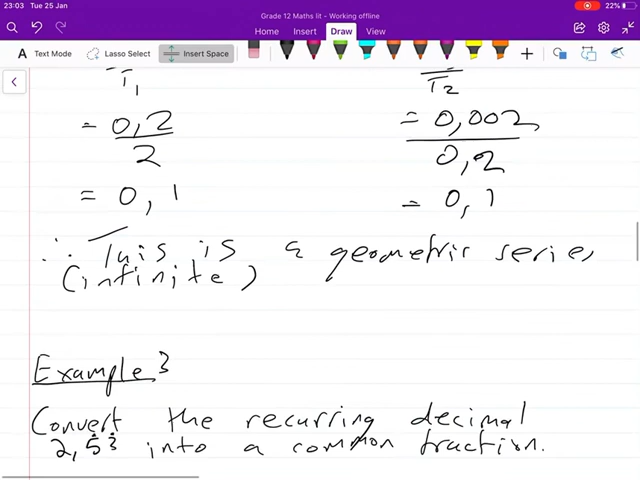 23:03 Tue 25 Jan
Grade 12 Maths lit - Working offline
22%
Home Insert Draw View
Text Mode Lasso Select Insert Space
T₁ T₂
= 0,2 / 2 = 0,002 / 0,2
= 0,1 = 0,1
∴ This is a geometric series
(infinite)
Example 3
Convert the recurring decimal
2,5̇3̇ into a common fraction.